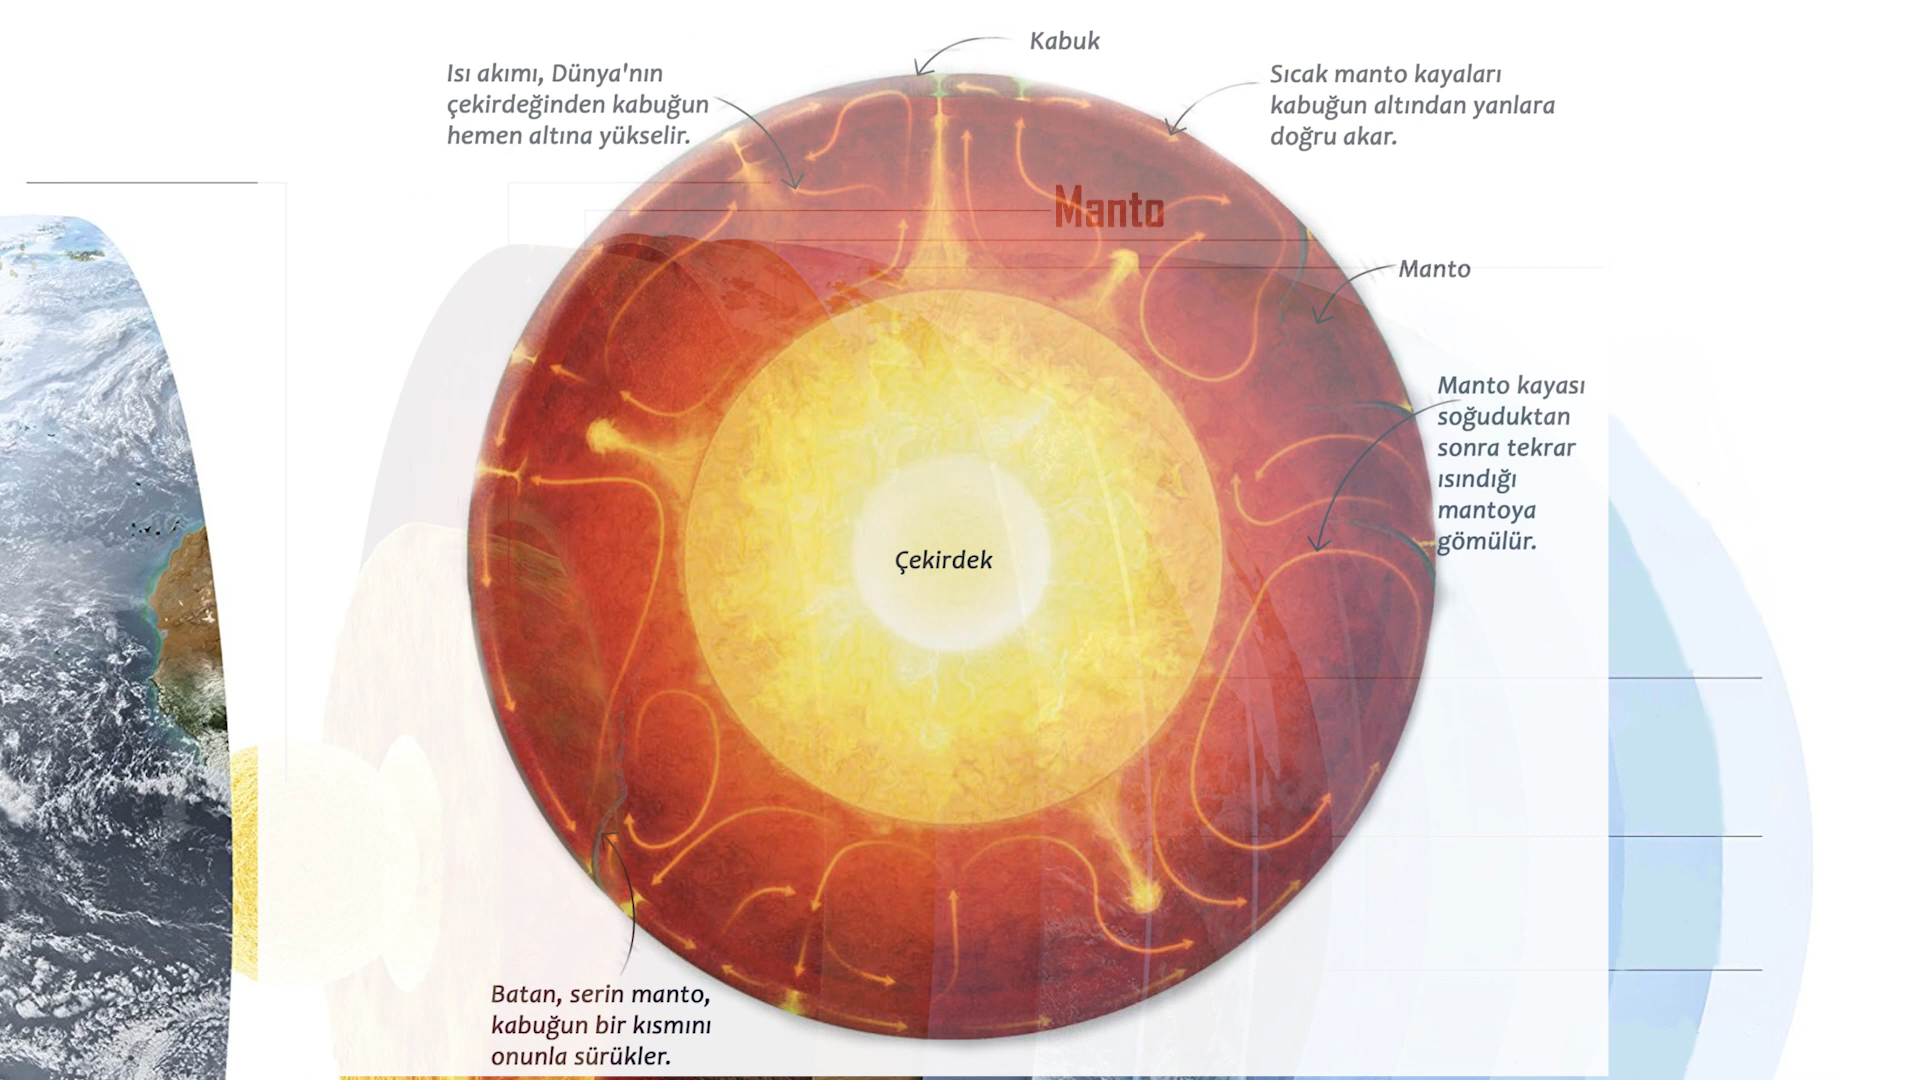 Kabuk
Isı akımı, Dünya'nın
çekirdeğinden kabuğun
hemen altına yükselir.
Sıcak manto kayaları
kabuğun altından yanlara
doğru akar.
Manto
Manto
Manto kayası
soğuduktan
sonra tekrar
ısındığı
mantoya
gömülür.
Çekirdek
Batan, serin manto,
kabuğun bir kısmını
onunla sürükler.